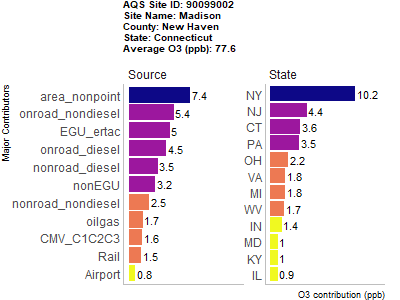 AQS Site ID: 90099002
Site Name: Madison
County: New Haven
State: Connecticut
Average O3 (ppb): 77.6
Major Contributors
Source
area_nonpoint 7.4
onroad_nondiesel 5.4
EGU_ertac 5
onroad_diesel 4.5
nonroad_diesel 3.5
nonEGU 3.2
nonroad_nondiesel 2.5
oilgas 1.7
CMV_C1C2C3 1.6
Rail 1.5
Airport 0.8
State
NY 10.2
NJ 4.4
CT 3.6
PA 3.5
OH 2.2
VA 1.8
MI 1.8
WV 1.7
IN 1.4
MD 1
KY 1
IL 0.9
O3 contribution (ppb)